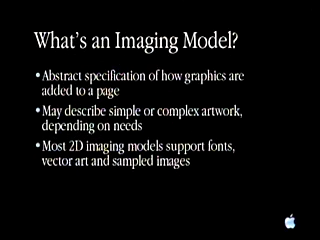 What's an Imaging Model?
•Abstract specification of how graphics are
added to a page
•May describe simple or complex artwork,
depending on needs
•Most 2D imaging models support fonts,
vector art and sampled images